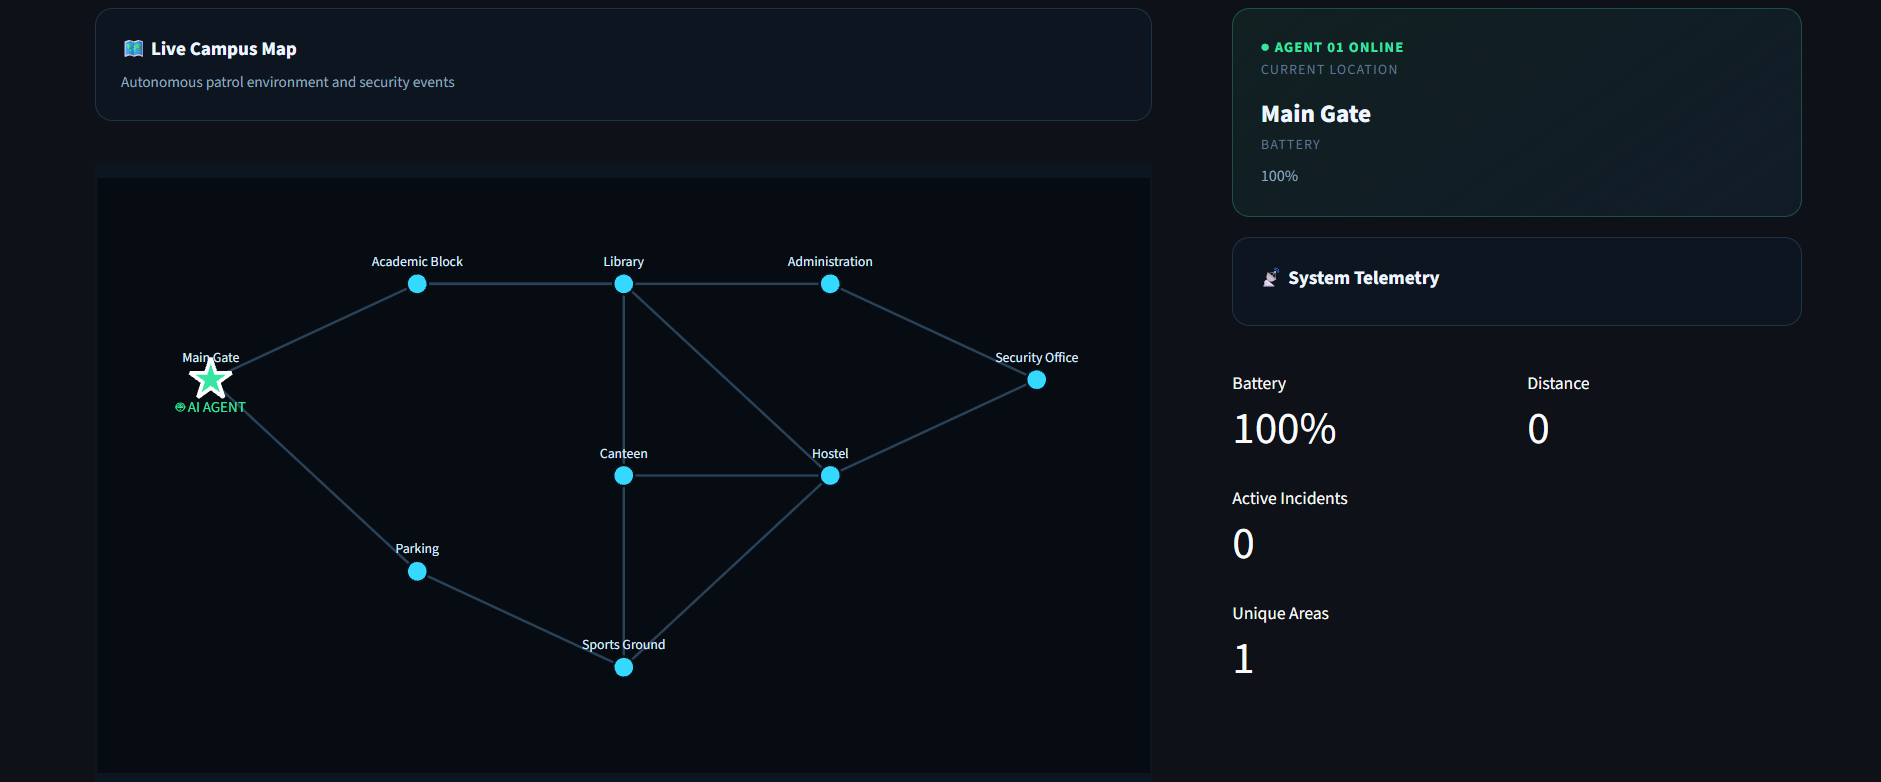 Live Campus Map
Autonomous patrol environment and security events
Academic Block
Library
Administration
Main Gate
AI AGENT
Security Office
Canteen
Hostel
Parking
Sports Ground
AGENT 01 ONLINE
CURRENT LOCATION
Main Gate
BATTERY
100%
System Telemetry
Battery
100%
Distance
0
Active Incidents
0
Unique Areas
1